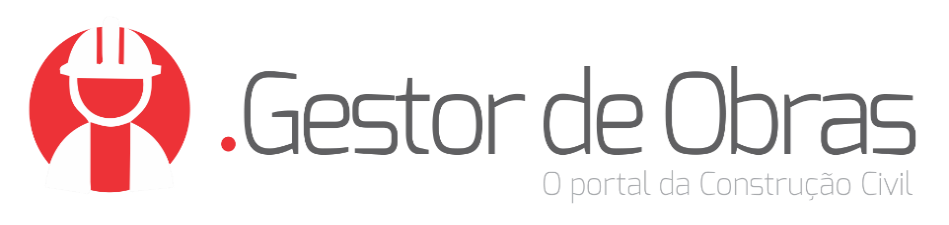 .Gestor de Obras
O portal da Construção Civil